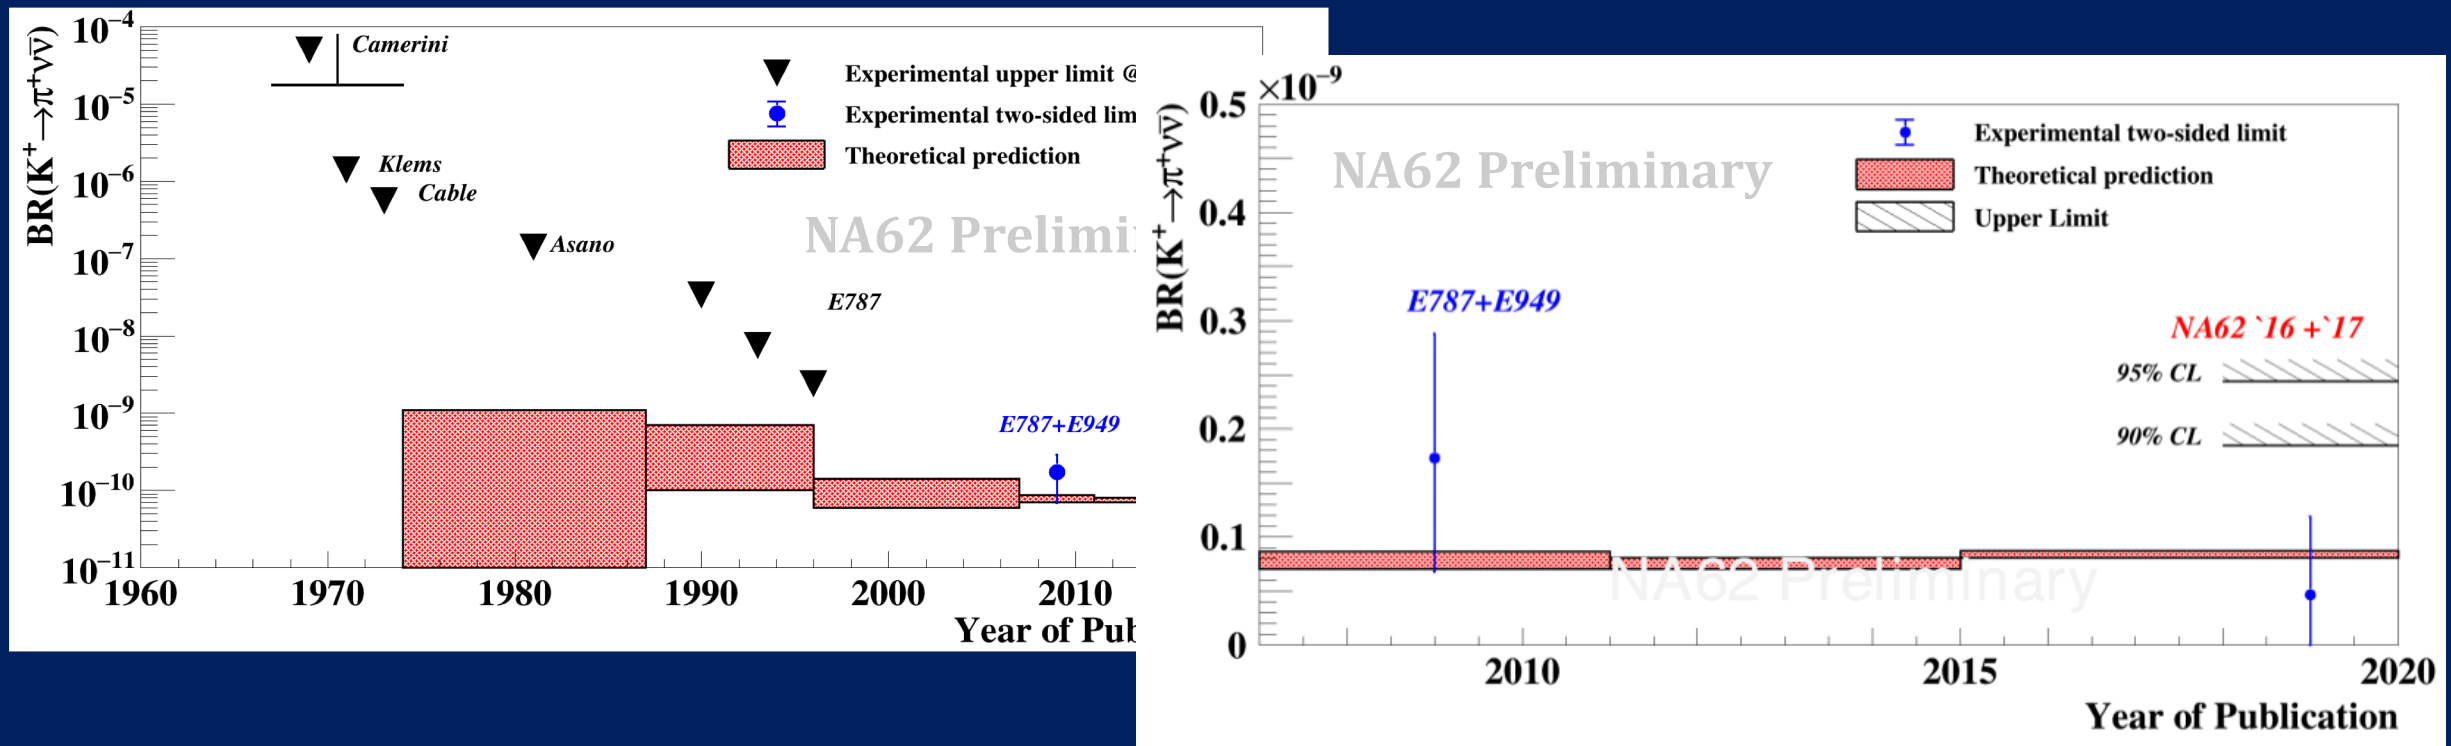 10⁻⁴
10⁻⁵
10⁻⁶
10⁻⁷
10⁻⁸
10⁻⁹
10⁻¹⁰
10⁻¹¹
BR(K⁺→π⁺νν̅)
Camerini
Klems
Cable
Asano
E787
E787+E949
Experimental upper limit @
Experimental two-sided lim
Theoretical prediction
NA62 Prelimi
1960 1970 1980 1990 2000 2010
Year of Pub
×10⁻⁹
0.5
0.4
0.3
0.2
0.1
0
BR(K⁺→π⁺νν̅)
NA62 Preliminary
Experimental two-sided limit
Theoretical prediction
Upper Limit
E787+E949
NA62 `16 +`17
95% CL
90% CL
NA62 Preliminary
2010 2015 2020
Year of Publication